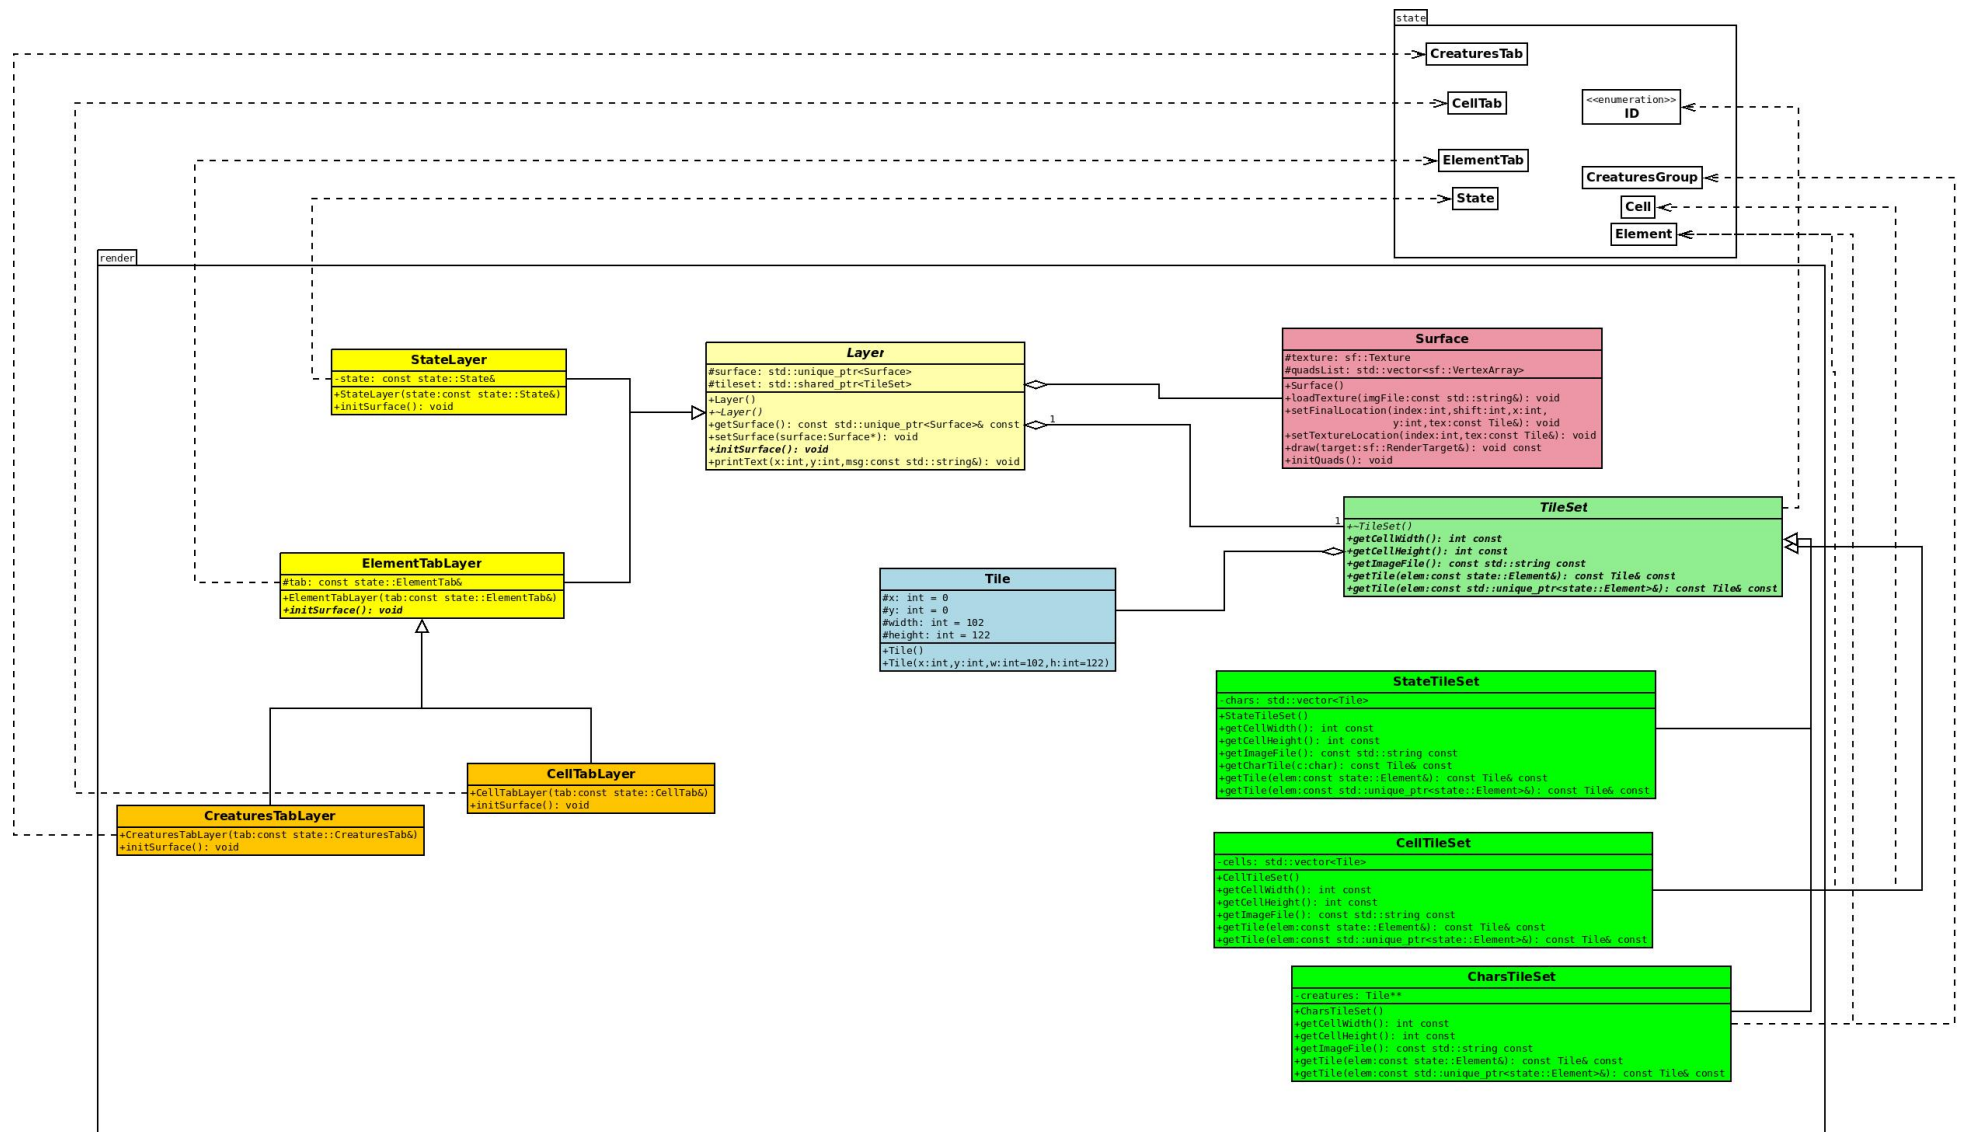 state
CreaturesTab
CellTab
<<enumeration>>
ID
ElementTab
CreaturesGroup
State
Cell
Element
render
StateLayer
-state: const state::State&
+StateLayer(state:const state::State&)
+initSurface(): void
Layer
#surface: std::unique_ptr<Surface>
#tileset: std::shared_ptr<TileSet>
+Layer()
+~Layer()
+getSurface(): const std::unique_ptr<Surface>& const
+setSurface(surface:Surface*): void
+initSurface(): void
+printText(x:int,y:int,msg:const std::string&): void
1
Surface
#texture: sf::Texture
#quadsList: std::vector<sf::VertexArray>
+Surface()
+loadTexture(imgFile:const std::string&): void
+setFinalLocation(index:int,shift:int,x:int,
y:int,tex:const Tile&): void
+setTextureLocation(index:int,tex:const Tile&): void
+draw(target:sf::RenderTarget&): void const
+initQuads(): void
1
TileSet
+~TileSet()
+getCellWidth(): int const
+getCellHeight(): int const
+getImageFile(): const std::string const
+getTile(elem:const state::Element&): const Tile& const
+getTile(elem:const std::unique_ptr<state::Element>&): const Tile& const
ElementTabLayer
#tab: const state::ElementTab&
+ElementTabLayer(tab:const state::ElementTab&)
+initSurface(): void
Tile
#x: int = 0
#y: int = 0
#width: int = 102
#height: int = 122
+Tile()
+Tile(x:int,y:int,w:int=102,h:int=122)
StateTileSet
-chars: std::vector<Tile>
+StateTileSet()
+getCellWidth(): int const
+getCellHeight(): int const
+getImageFile(): const std::string const
+getCharTile(c:char): const Tile& const
+getTile(elem:const state::Element&): const Tile& const
+getTile(elem:const std::unique_ptr<state::Element>&): const Tile& const
CellTabLayer
+CellTabLayer(tab:const state::CellTab&)
+initSurface(): void
CreaturesTabLayer
+CreaturesTabLayer(tab:const state::CreaturesTab&)
+initSurface(): void
CellTileSet
-cells: std::vector<Tile>
+CellTileSet()
+getCellWidth(): int const
+getCellHeight(): int const
+getImageFile(): const std::string const
+getTile(elem:const state::Element&): const Tile& const
+getTile(elem:const std::unique_ptr<state::Element>&): const Tile& const
CharsTileSet
-creatures: Tile**
+CharsTileSet()
+getCellWidth(): int const
+getCellHeight(): int const
+getImageFile(): const std::string const
+getTile(elem:const state::Element&): const Tile& const
+getTile(elem:const std::unique_ptr<state::Element>&): const Tile& const